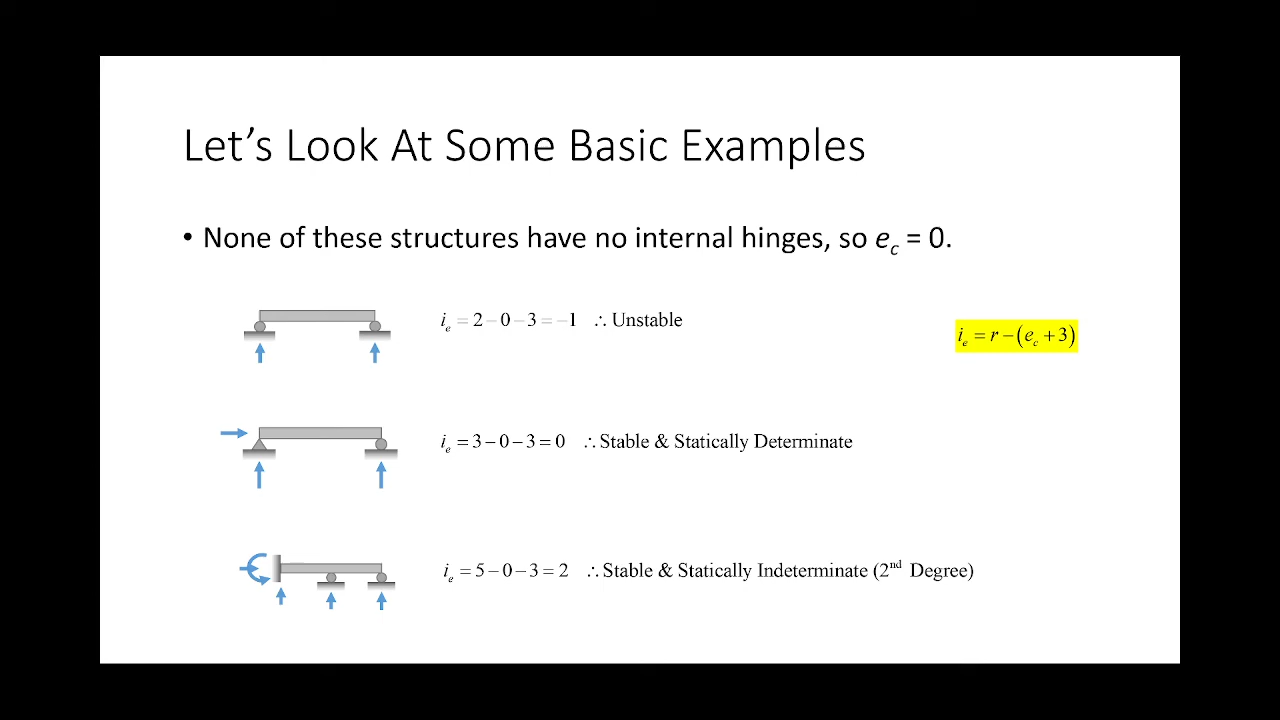 Let's Look At Some Basic Examples
• None of these structures have no internal hinges, so e_c = 0.
i_e = 2 − 0 − 3 = −1 ∴ Unstable
i_e = r − (e_c + 3)
i_e = 3 − 0 − 3 = 0 ∴ Stable & Statically Determinate
i_e = 5 − 0 − 3 = 2 ∴ Stable & Statically Indeterminate (2nd Degree)